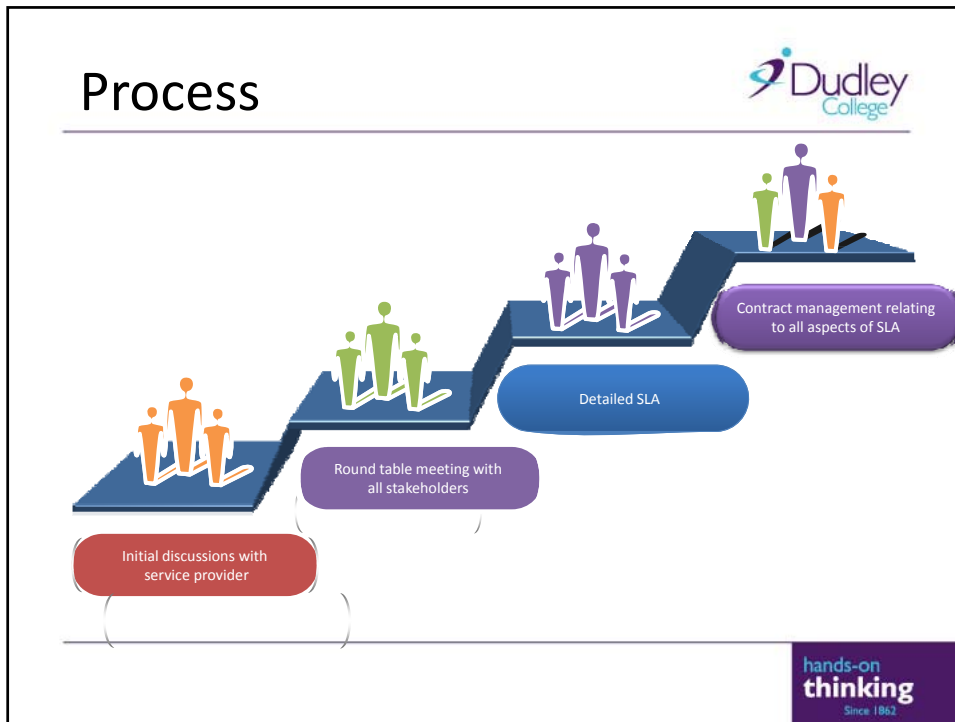 Process
Dudley
College
Contract management relating
to all aspects of SLA
Detailed SLA
Round table meeting with
all stakeholders
Initial discussions with
service provider
hands-on
thinking
Since 1862